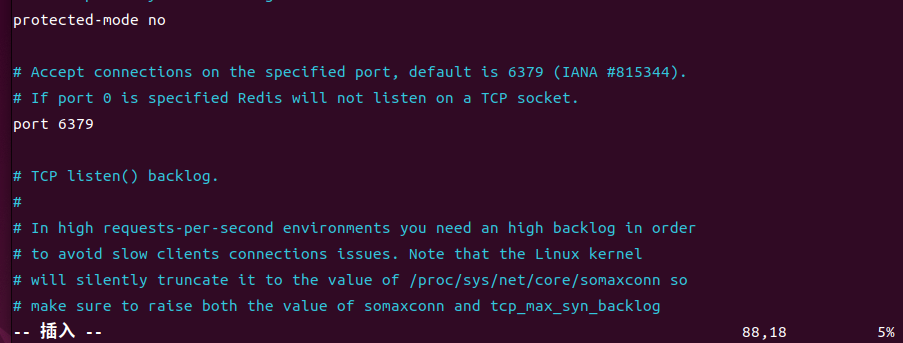 protected-mode no
# Accept connections on the specified port, default is 6379 (IANA #815344).
# If port 0 is specified Redis will not listen on a TCP socket.
port 6379
# TCP listen() backlog.
#
# In high requests-per-second environments you need an high backlog in order
# to avoid slow clients connections issues. Note that the Linux kernel
# will silently truncate it to the value of /proc/sys/net/core/somaxconn so
# make sure to raise both the value of somaxconn and tcp_max_syn_backlog
-- 插入 -- 88,18 5%